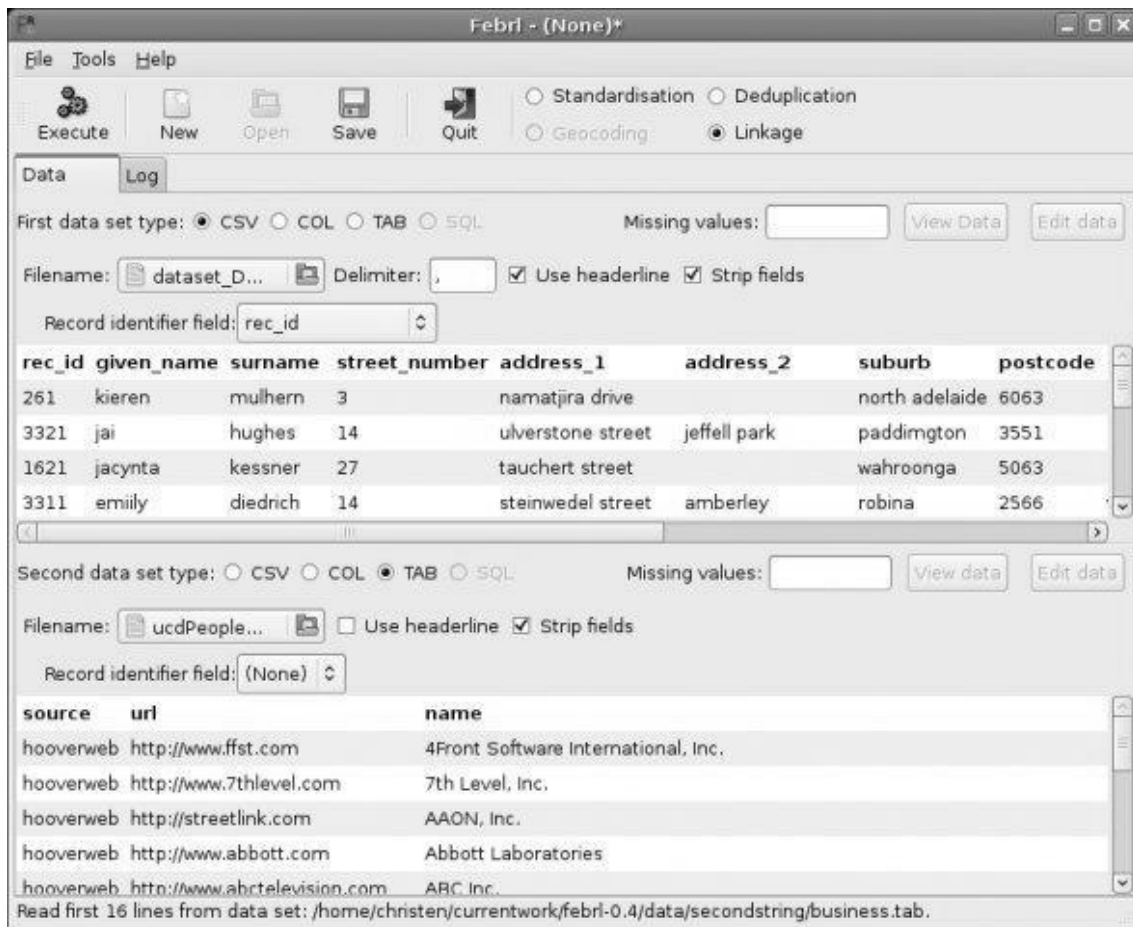 Febrl - (None)*
File Tools Help
Execute New Open Save Quit Standardisation Deduplication
Geocoding Linkage
Data Log
First data set type: CSV COL TAB SQL Missing values: View Data Edit data
Filename: dataset_D... Delimiter: , Use headerline Strip fields
Record identifier field: rec_id
rec_id given_name surname street_number address_1 address_2 suburb postcode
261 kieren mulhern 3 namatjira drive north adelaide 6063
3321 jai hughes 14 ulverstone street jeffell park paddimgton 3551
1621 jacynta kessner 27 tauchert street wahroonga 5063
3311 emiily diedrich 14 steinwedel street amberley robina 2566
Second data set type: CSV COL TAB SQL Missing values: View data Edit data
Filename: ucdPeople... Use headerline Strip fields
Record identifier field: (None)
source url name
hooverweb http://www.ffst.com 4Front Software International, Inc.
hooverweb http://www.7thlevel.com 7th Level, Inc.
hooverweb http://streetlink.com AAON, Inc.
hooverweb http://www.abbott.com Abbott Laboratories
hooverweb http://www.abctelevision.com ABC Inc.
Read first 16 lines from data set: /home/christen/currentwork/febrl-0.4/data/secondstring/business.tab.